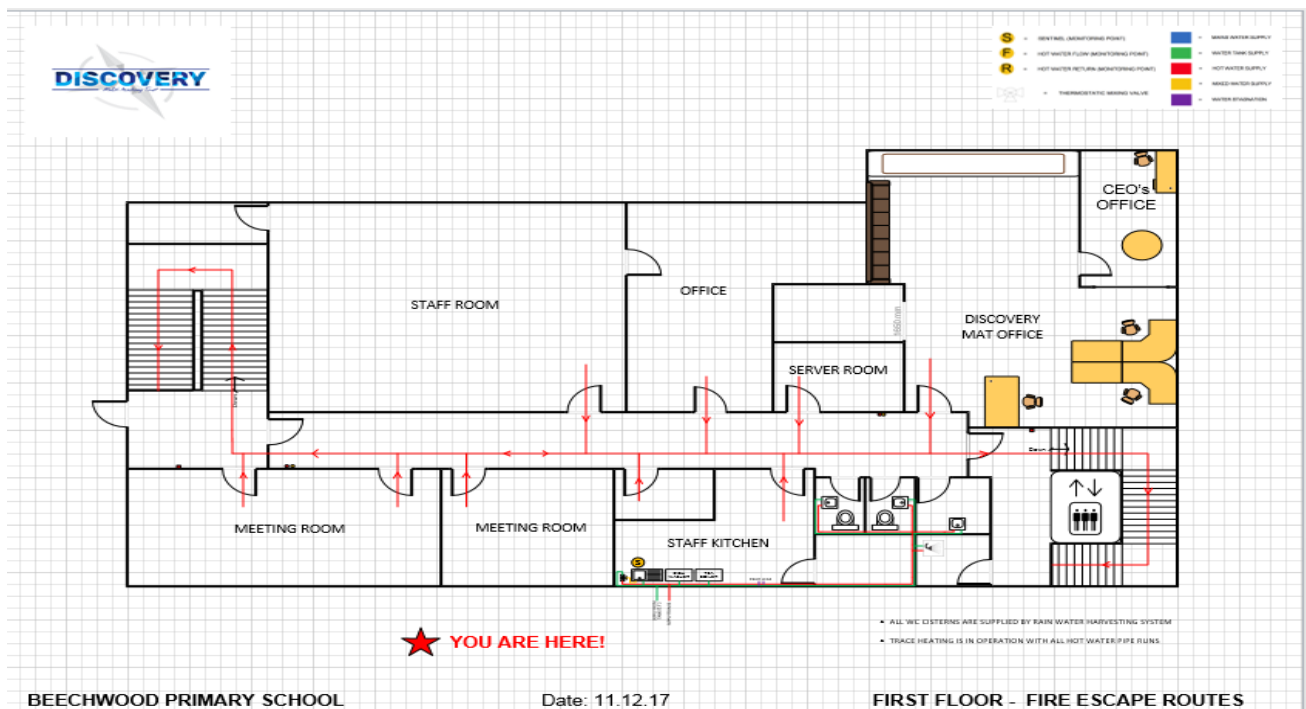 DISCOVERY
S = SENTINEL (MONITORING POINT)
F = HOT WATER FLOW (MONITORING POINT)
R = HOT WATER RETURN (MONITORING POINT)
= THERMOSTATIC MIXING VALVE
= MAINS WATER SUPPLY
= WATER TANK SUPPLY
= HOT WATER SUPPLY
= MIXED WATER SUPPLY
= WATER STAGNATION
CEO's
OFFICE
STAFF ROOM
OFFICE
DISCOVERY
MAT OFFICE
SERVER ROOM
Down
Down
MEETING ROOM
MEETING ROOM
STAFF KITCHEN
S
• ALL WC CISTERNS ARE SUPPLIED BY RAIN WATER HARVESTING SYSTEM
• TRACE HEATING IS IN OPERATION WITH ALL HOT WATER PIPE RUNS
YOU ARE HERE!
BEECHWOOD PRIMARY SCHOOL
Date: 11.12.17
FIRST FLOOR - FIRE ESCAPE ROUTES